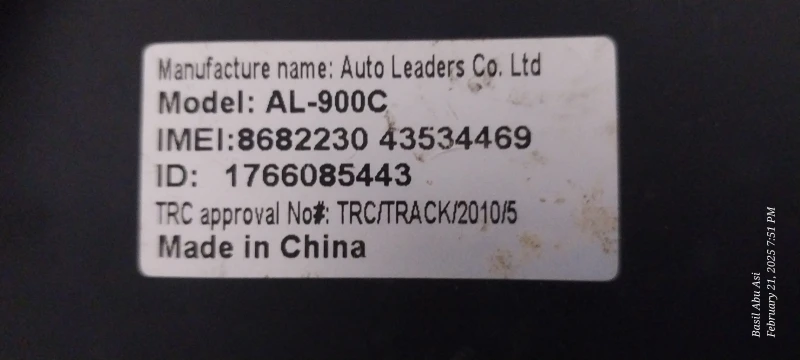 Manufacture name: Auto Leaders Co. Ltd
Model: AL-900C
IMEI:8682230 43534469
ID: 1766085443
TRC approval No#: TRC/TRACK/2010/5
Made in China
Basil Abu Asi
February 21, 2025 7:51 PM